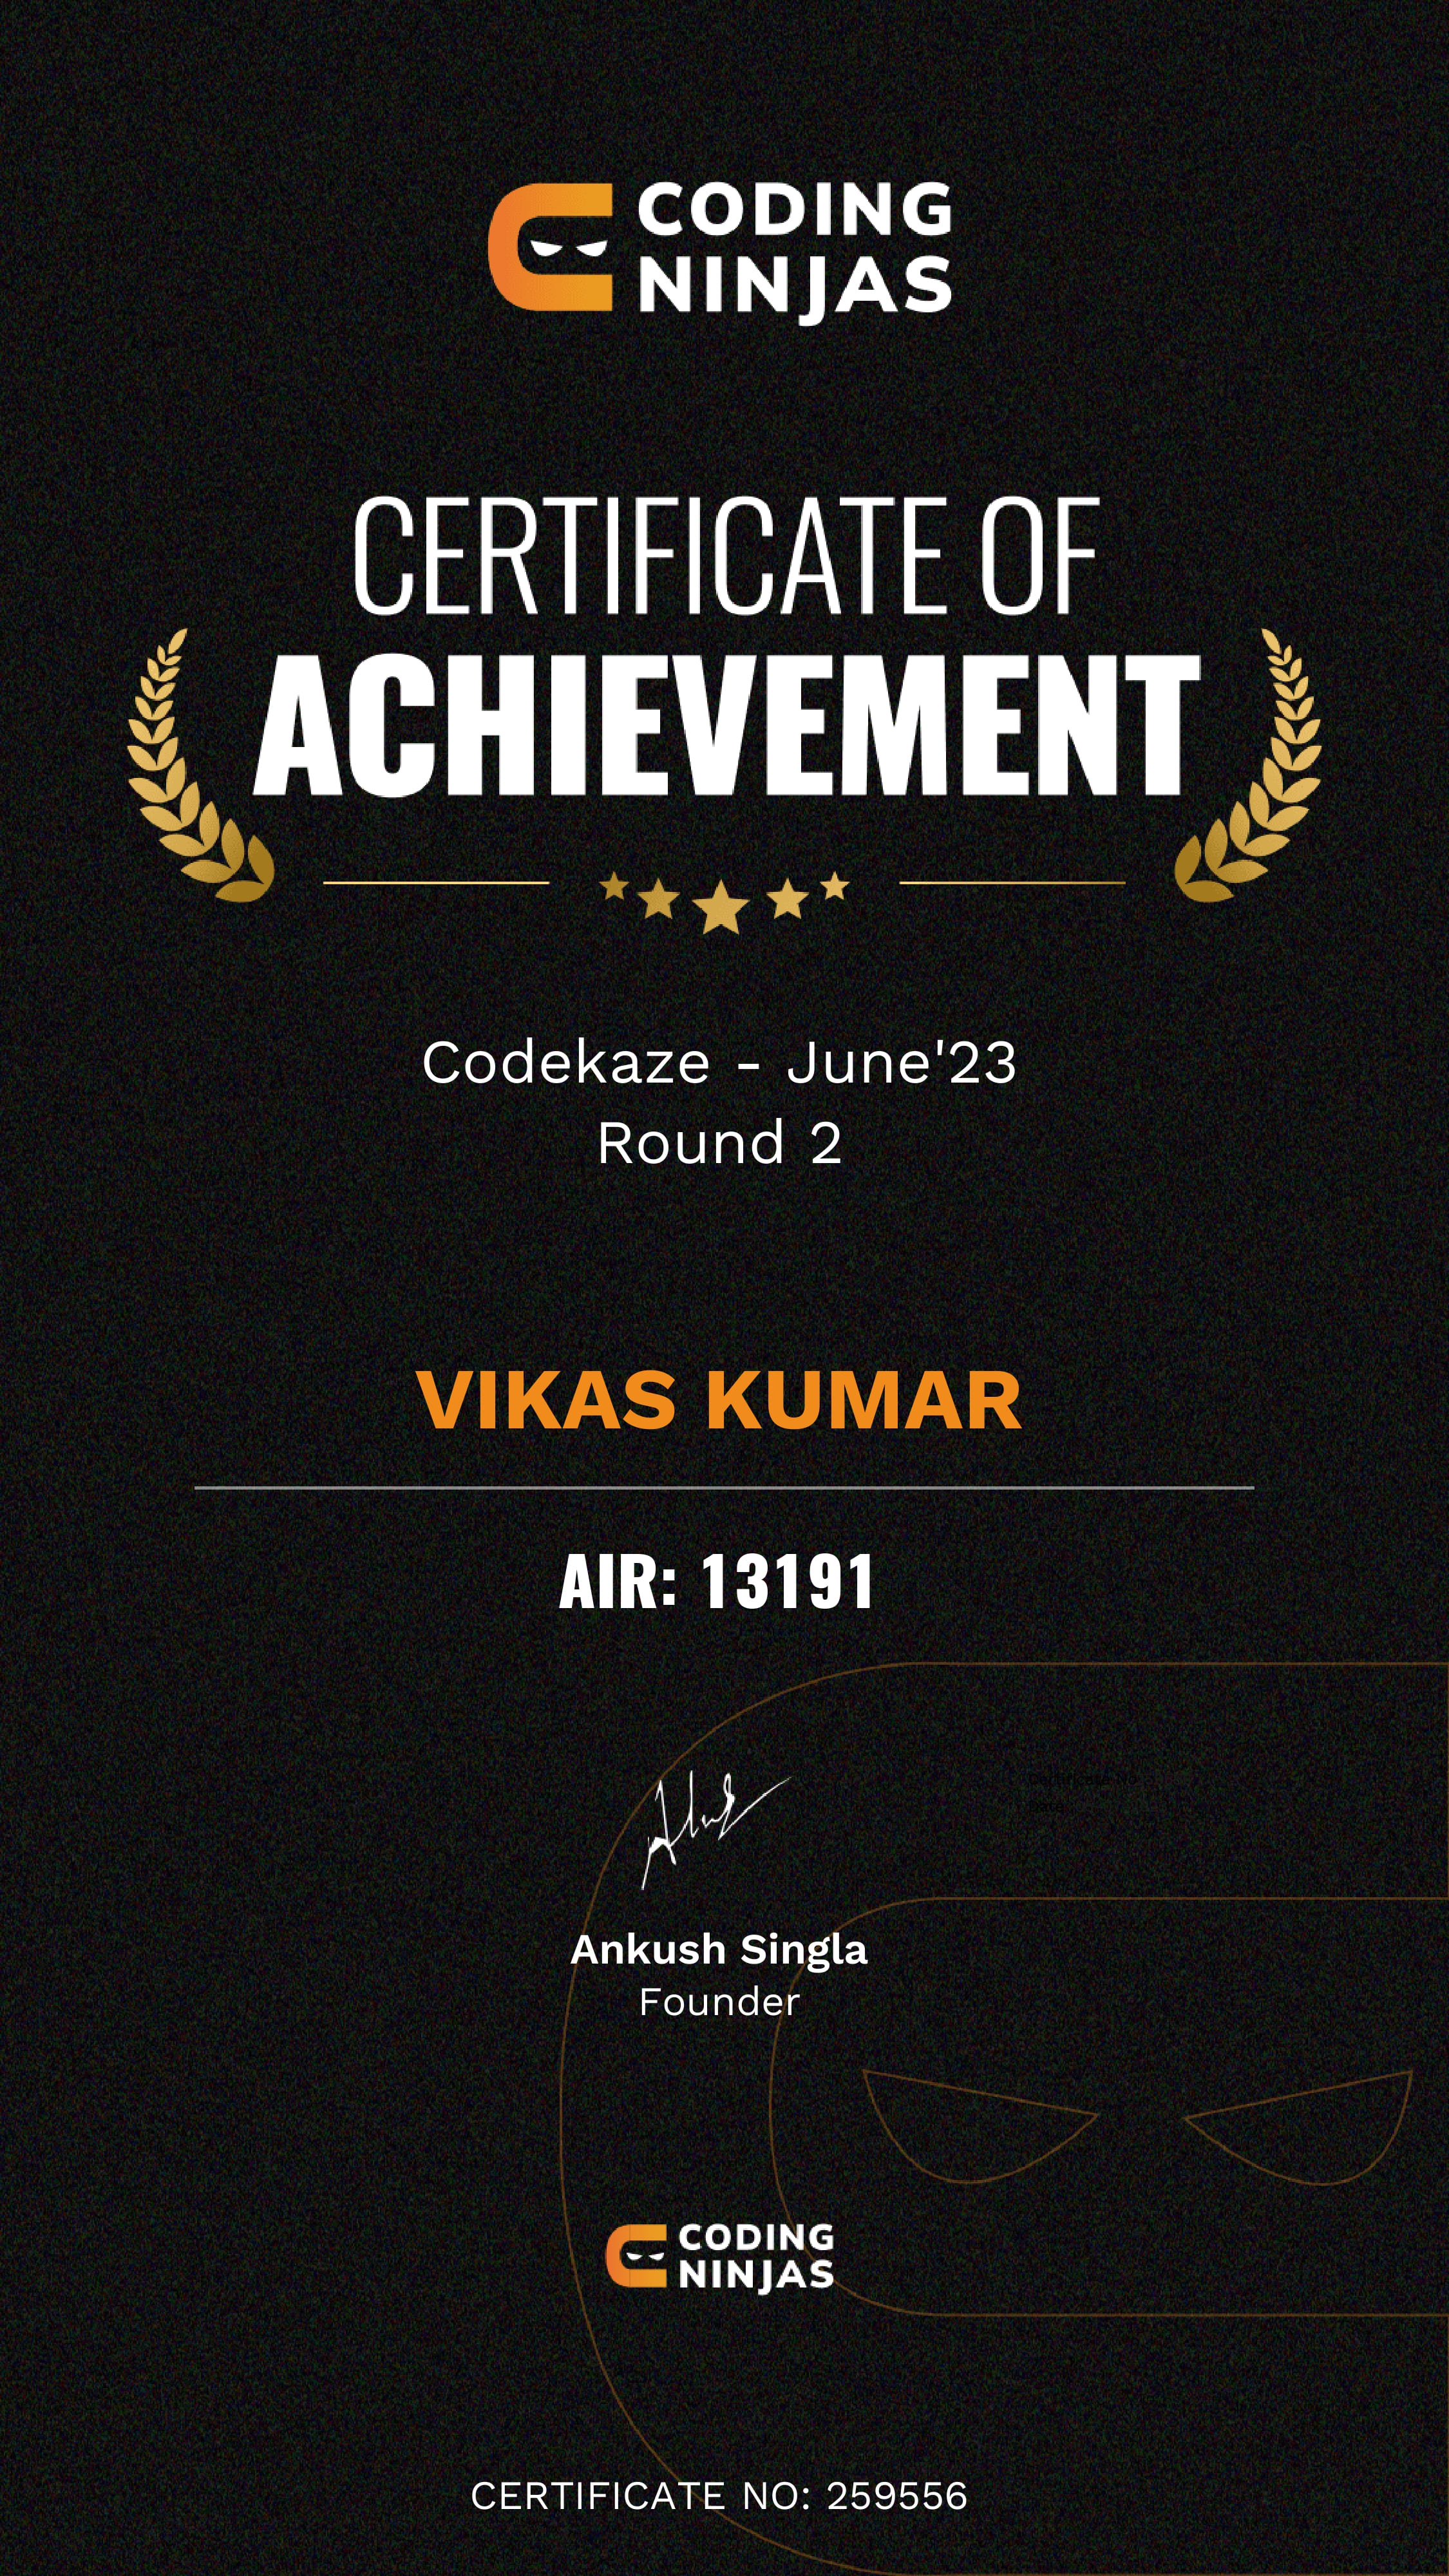 CODING
NINJAS
CERTIFICATE OF
ACHIEVEMENT
Codekaze - June'23
Round 2
VIKAS KUMAR
AIR: 13191
Ankush Singla
Founder
CODING
NINJAS
CERTIFICATE NO: 259556